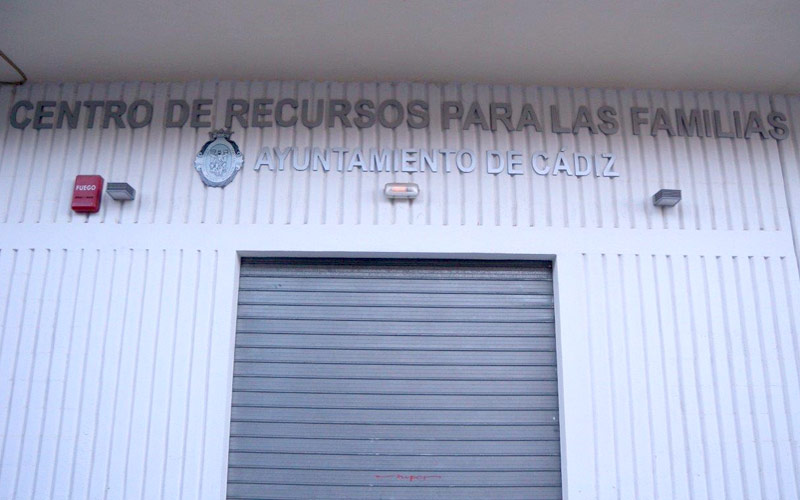 CENTRO DE RECURSOS PARA LAS FAMILIAS
AYUNTAMIENTO DE CÁDIZ
FUEGO